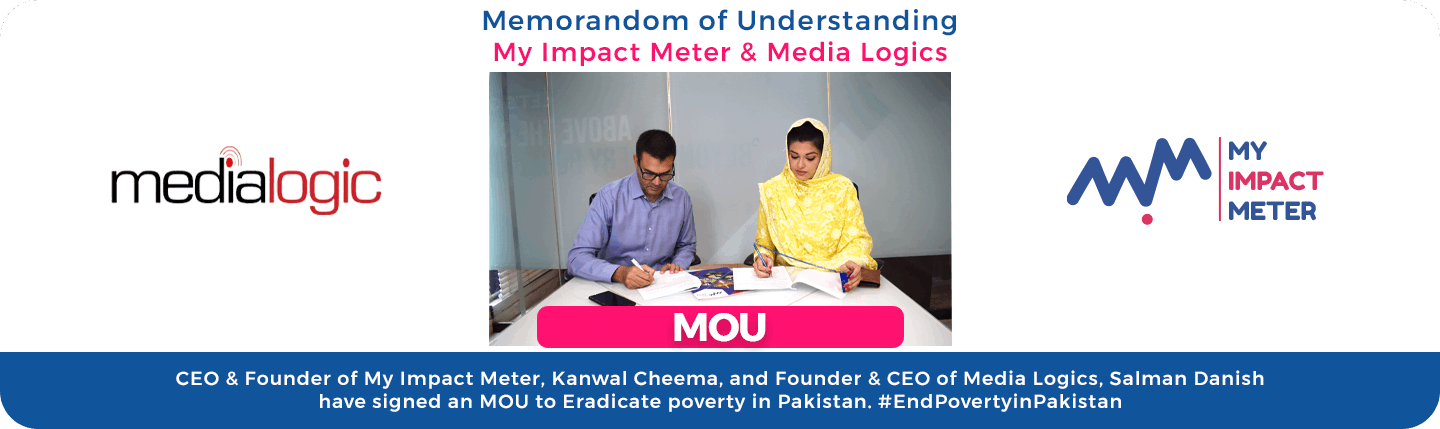 Memorandom of Understanding
My Impact Meter & Media Logics
medialogic
ABOVE
MY
IMPACT
METER
MOU
CEO & Founder of My Impact Meter, Kanwal Cheema, and Founder & CEO of Media Logics, Salman Danish
have signed an MOU to Eradicate poverty in Pakistan. #EndPovertyinPakistan